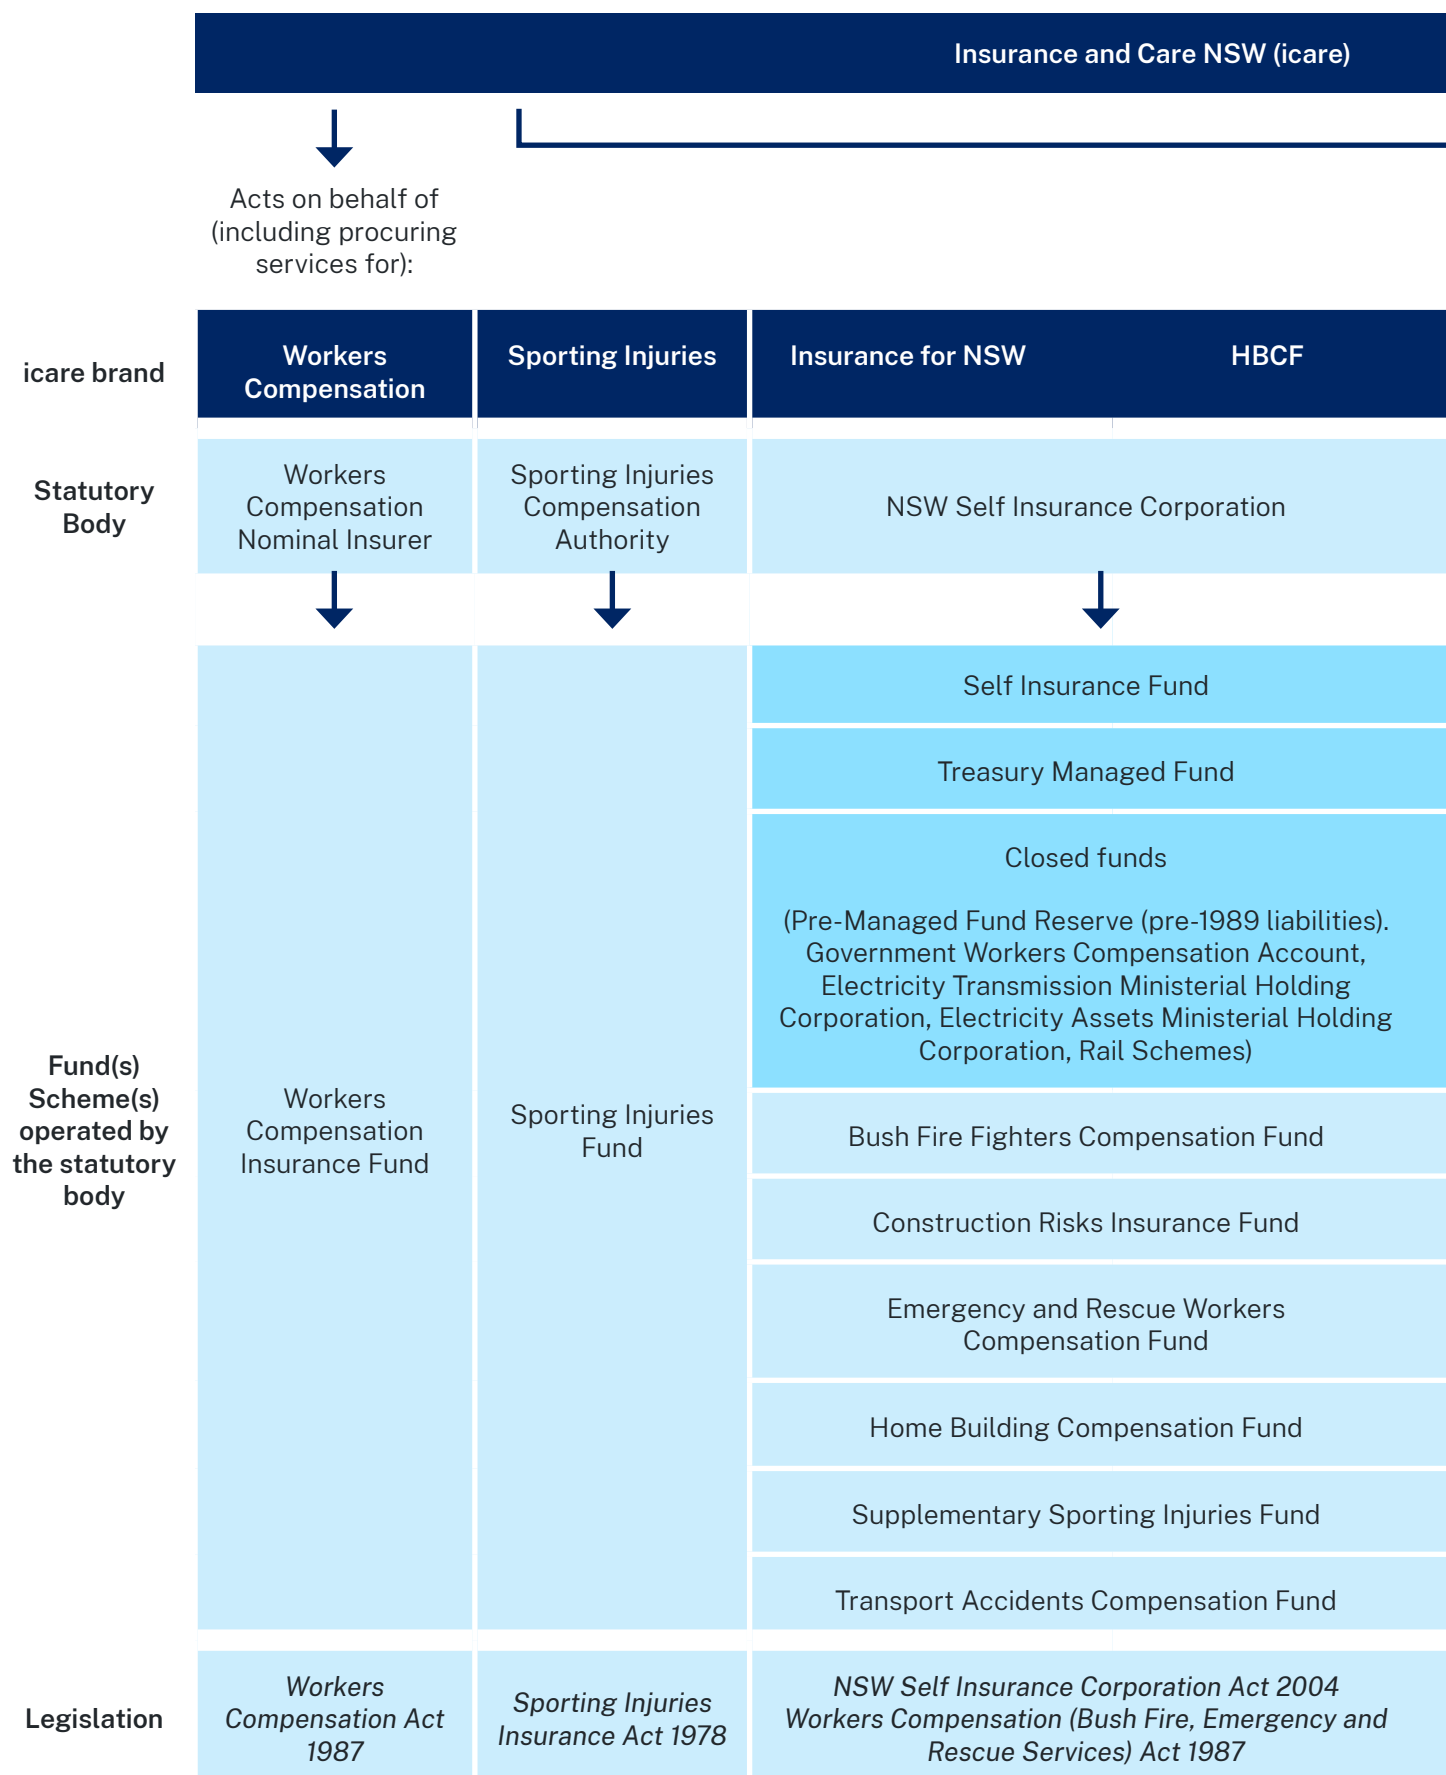 Insurance and Care NSW (icare)
Acts on behalf of
(including procuring
services for):
icare brand
Workers
Compensation
Sporting Injuries
Insurance for NSW
HBCF
Statutory
Body
Workers
Compensation
Nominal Insurer
Sporting Injuries
Compensation
Authority
NSW Self Insurance Corporation
Fund(s)
Scheme(s)
operated by
the statutory
body
Workers
Compensation
Insurance Fund
Sporting Injuries
Fund
Self Insurance Fund
Treasury Managed Fund
Closed funds
(Pre-Managed Fund Reserve (pre-1989 liabilities).
Government Workers Compensation Account,
Electricity Transmission Ministerial Holding
Corporation, Electricity Assets Ministerial Holding
Corporation, Rail Schemes)
Bush Fire Fighters Compensation Fund
Construction Risks Insurance Fund
Emergency and Rescue Workers
Compensation Fund
Home Building Compensation Fund
Supplementary Sporting Injuries Fund
Transport Accidents Compensation Fund
Legislation
Workers
Compensation Act
1987
Sporting Injuries
Insurance Act 1978
NSW Self Insurance Corporation Act 2004
Workers Compensation (Bush Fire, Emergency and
Rescue Services) Act 1987